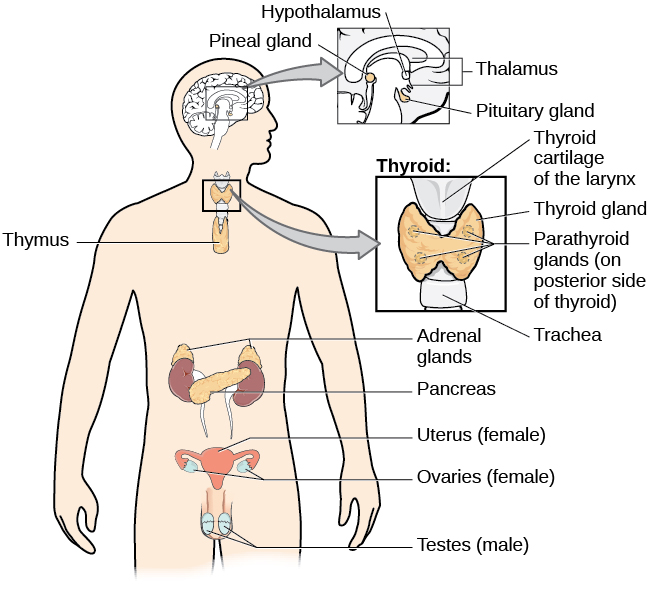 Hypothalamus
Pineal gland
Thalamus
Pituitary gland
Thyroid
cartilage
of the larynx
Thyroid:
Thyroid gland
Thymus
Parathyroid
glands (on
posterior side
of thyroid)
Trachea
Adrenal
glands
Pancreas
Uterus (female)
Ovaries (female)
Testes (male)